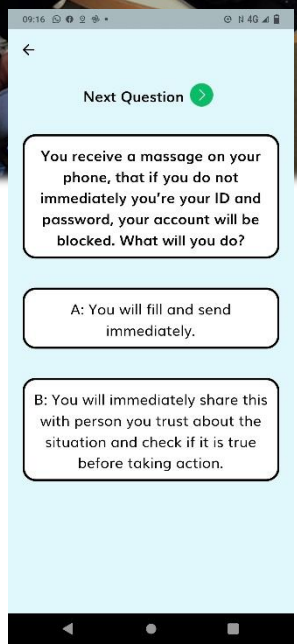 09:16
4G
Next Question
You receive a massage on your
phone, that if you do not
immediately you're your ID and
password, your account will be
blocked. What will you do?
A: You will fill and send
immediately.
B: You will immediately share this
with person you trust about the
situation and check if it is true
before taking action.